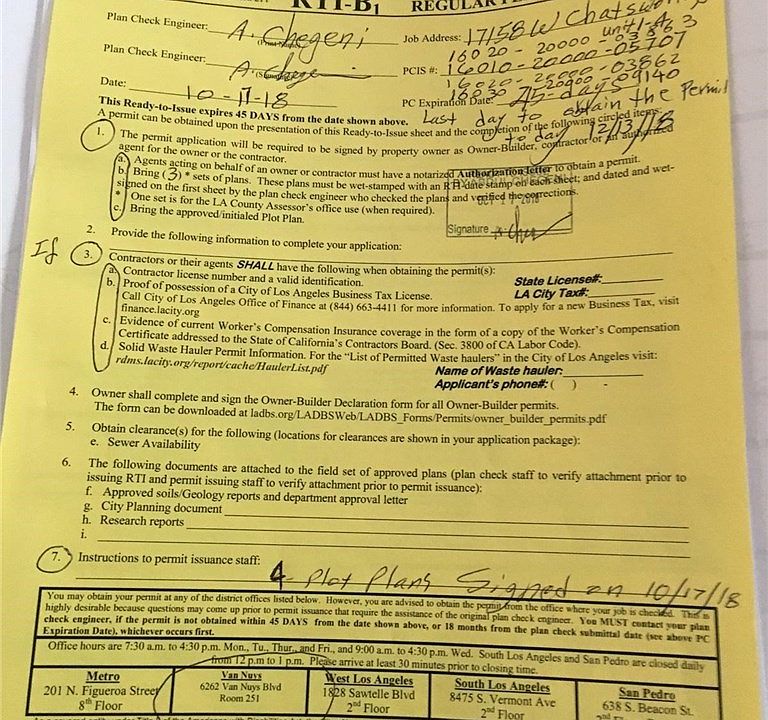 RTI-B1
REGULAR
Plan Check Engineer: A. Chegeni
Job Address: 17158 W Chatsworth
unit-A
Plan Check Engineer: A. Chegeni
16020 - 20000 - 03863
PCIS #: 16010 - 20000 - 05707
16020 - 20000 - 03862
Date: 10-17-18
PC Expiration Date: 45-days
This Ready-to-Issue expires 45 DAYS from the date shown above.
Last day to obtain the Permit
A permit can be obtained upon the presentation of this Ready-to-Issue sheet and the completion of the following circled items:
today 12/13/18
1. The permit application will be required to be signed by property owner as Owner-Builder, contractor or an authorized
agent for the owner or the contractor.
a. Agents acting on behalf of an owner or contractor must have a notarized Authorization letter to obtain a permit.
b. Bring (3) * sets of plans. These plans must be wet-stamped with an RTI date stamp on each sheet; and dated and wet-
signed on the first sheet by the plan check engineer who checked the plans and verified the corrections.
* One set is for the LA County Assessor's office use (when required).
OCT 17 2018
c. Bring the approved/initialed Plot Plan.
Signature
2. Provide the following information to complete your application:
If
3. Contractors or their agents SHALL have the following when obtaining the permit(s):
a. Contractor license number and a valid identification.
State License#:
b. Proof of possession of a City of Los Angeles Business Tax License.
LA City Tax#:
Call City of Los Angeles Office of Finance at (844) 663-4411 for more information. To apply for a new Business Tax, visit
finance.lacity.org
c. Evidence of current Worker's Compensation Insurance coverage in the form of a copy of the Worker's Compensation
Certificate addressed to the State of California's Contractors Board. (Sec. 3800 of CA Labor Code).
d. Solid Waste Hauler Permit Information. For the "List of Permitted Waste haulers" in the City of Los Angeles visit:
rdms.lacity.org/report/cache/HaulerList.pdf
Name of Waste hauler:
Applicant's phone#: ( ) -
4. Owner shall complete and sign the Owner-Builder Declaration form for all Owner-Builder permits.
The form can be downloaded at ladbs.org/LADBSWeb/LADBS_Forms/Permits/owner_builder_permits.pdf
5. Obtain clearance(s) for the following (locations for clearances are shown in your application package):
e. Sewer Availability
6. The following documents are attached to the field set of approved plans (plan check staff to verify attachment prior to
issuing RTI and permit issuing staff to verify attachment prior to permit issuance):
f. Approved soils/Geology reports and department approval letter
g. City Planning document
h. Research reports
i.
7. Instructions to permit issuance staff:
4 Plot Plans Signed on 10/17/18
You may obtain your permit at any of the district offices listed below. However, you are advised to obtain the permit from the office where your job is checked. This is
highly desirable because questions may come up prior to permit issuance that require the assistance of the original plan check engineer. You MUST contact your plan
check engineer, if the permit is not obtained within 45 DAYS from the date shown above, or 18 months from the plan check submittal date (see above PC
Expiration Date), whichever occurs first.
Office hours are 7:30 a.m. to 4:30 p.m. Mon., Tu., Thur., and Fri., and 9:00 a.m. to 4:30 p.m. Wed. South Los Angeles and San Pedro are closed daily
from 12 p.m to 1 p.m. Please arrive at least 30 minutes prior to closing time.
Metro
201 N. Figueroa Street
8th Floor
Van Nuys
6262 Van Nuys Blvd
Room 251
West Los Angeles
1828 Sawtelle Blvd
2nd Floor
South Los Angeles
8475 S. Vermont Ave
2nd Floor
San Pedro
638 S. Beacon St.